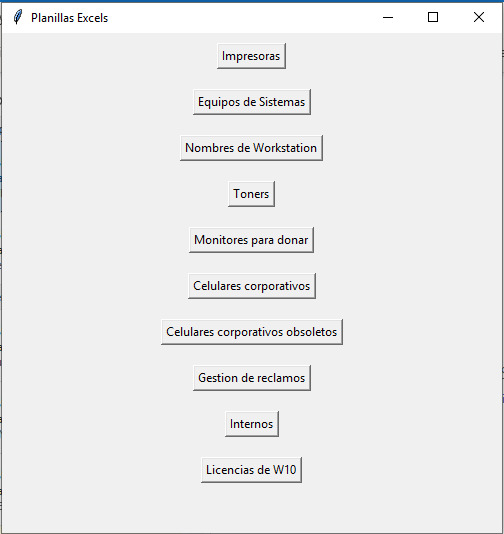 Planillas Excels
Impresoras
Equipos de Sistemas
Nombres de Workstation
Toners
Monitores para donar
Celulares corporativos
Celulares corporativos obsoletos
Gestion de reclamos
Internos
Licencias de W10